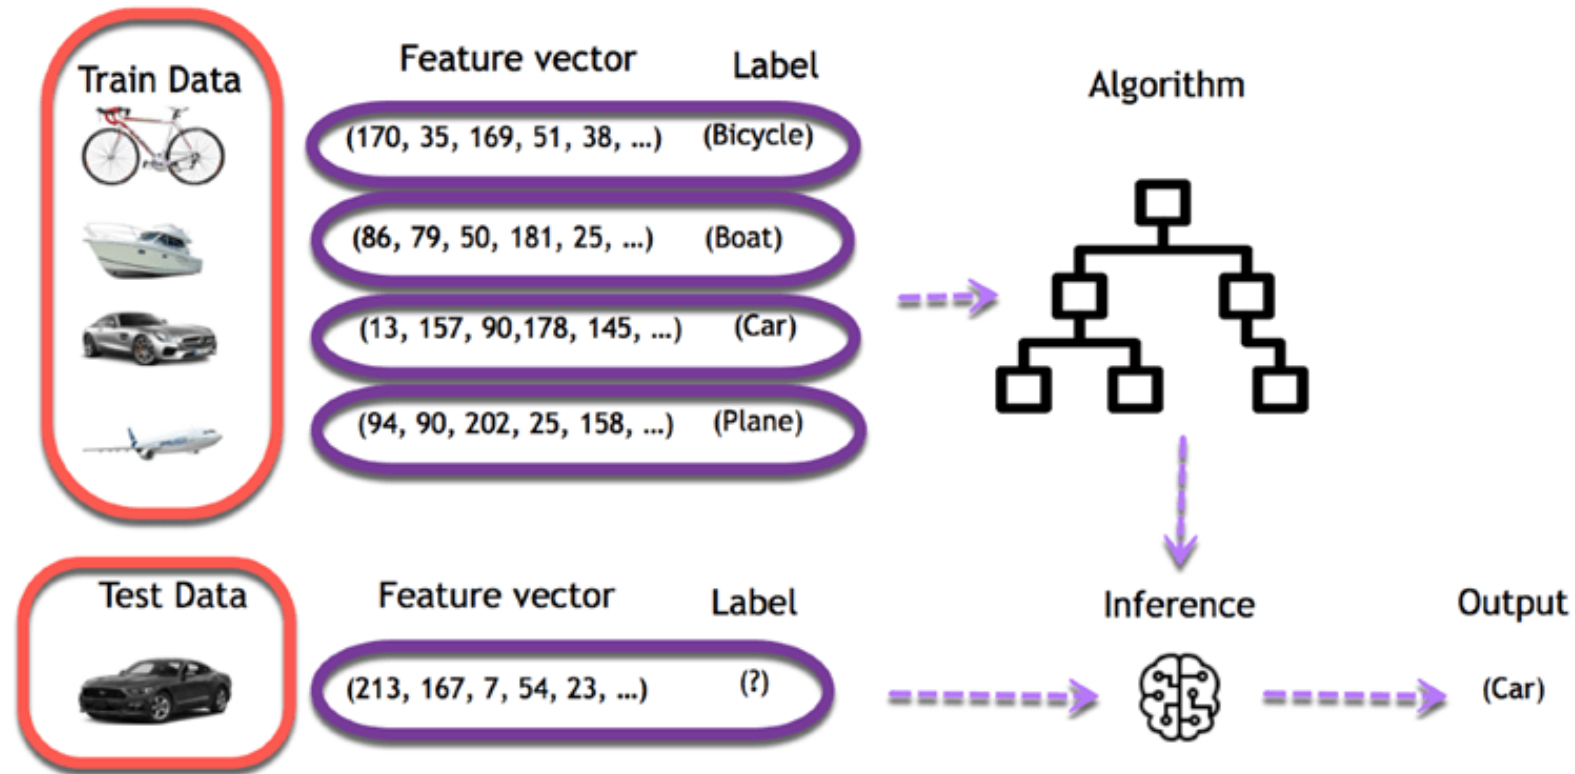 Train Data
Feature vector
Label
Algorithm
(170, 35, 169, 51, 38, ...) (Bicycle)
(86, 79, 50, 181, 25, ...) (Boat)
(13, 157, 90,178, 145, ...) (Car)
(94, 90, 202, 25, 158, ...) (Plane)
Test Data
Feature vector
Label
Inference
Output
(213, 167, 7, 54, 23, ...) (?)
(Car)